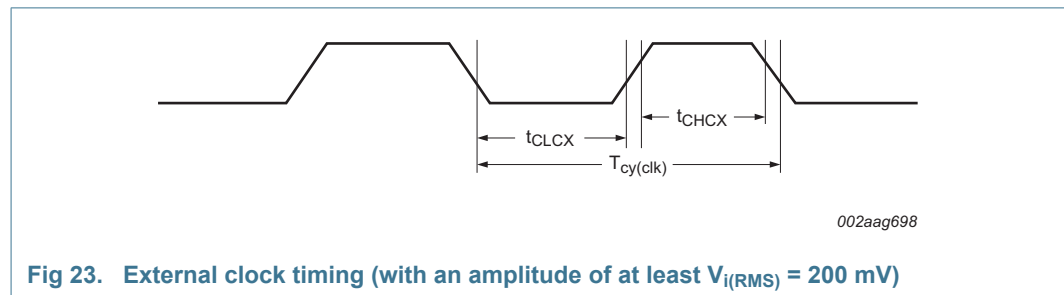 tCLCX
tCHCX
Tcy(clk)
002aag698
Fig 23. External clock timing (with an amplitude of at least Vi(RMS) = 200 mV)